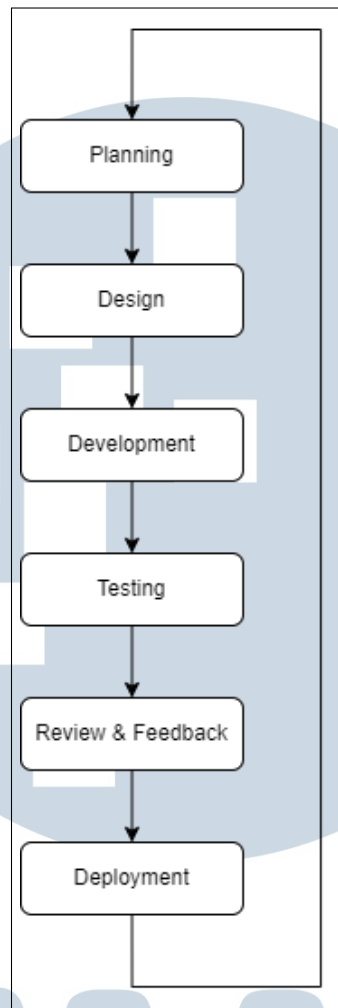 Planning
Design
Development
Testing
Review & Feedback
Deployment